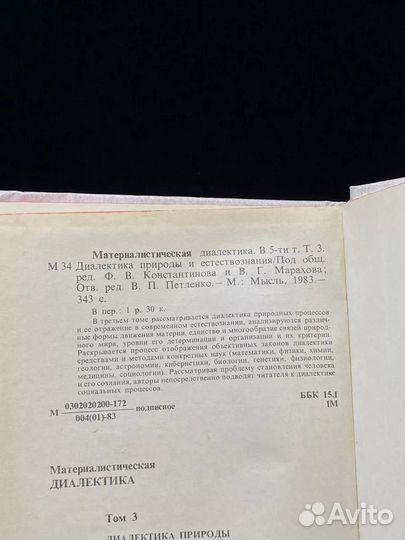 Материалистическая диалектика. В 5-ти т. Т. 3.
М 34 Диалектика природы и естествознания/Под общ.
ред. Ф. В. Константинова и В. Г. Марахова;
Отв. ред. В. П. Петленко. – М.: Мысль, 1983.–
343 с.
В пер.: 1 р. 30 к.
В третьем томе рассматривается диалектика природных процессов
и ее отражение в современном естествознании, анализируются различ-
ные формы движения материи, единство и многообразие связей природ-
ного мира, уровни его детерминации и организации и их критерии.
Раскрывается процесс отображения объективных законов диалектики
средствами и методами конкретных наук (математики, физики, химии,
геологии, астрономии, кибернетики, биологии, генетики, физиологии,
медицины, социологии). Рассматривая проблему становления человека
и его сознания, авторы непосредственно подводят читателя к диалектике
социальных процессов.
М 0302020200-172
004(01)-83 подписное
ББК 15.1
1М
Материалистическая
ДИАЛЕКТИКА
Том 3
ДИАЛЕКТИКА ПРИРОДЫ
Avito